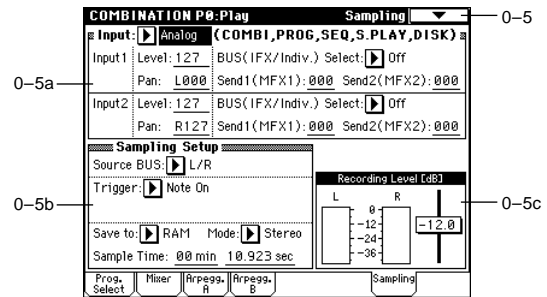 COMBINATION P0:Play Sampling
0–5
Input: Analog (COMBI,PROG,SEQ,S.PLAY,DISK)
Input1 Level: 127 BUS(IFX/Indiv.) Select: Off
Pan: L000 Send1(MFX1): 000 Send2(MFX2): 000
0–5a
Input2 Level: 127 BUS(IFX/Indiv.) Select: Off
Pan: R127 Send1(MFX1): 000 Send2(MFX2): 000
Sampling Setup
Source BUS: L/R
Trigger: Note On
0–5b
Save to: RAM Mode: Stereo
Sample Time: 00 min 10.923 sec
Recording Level [dB]
L R
0
-12
-24
-36
-12.0
0–5c
Prog. Select
Mixer
Arpegg. A
Arpegg. B
Sampling